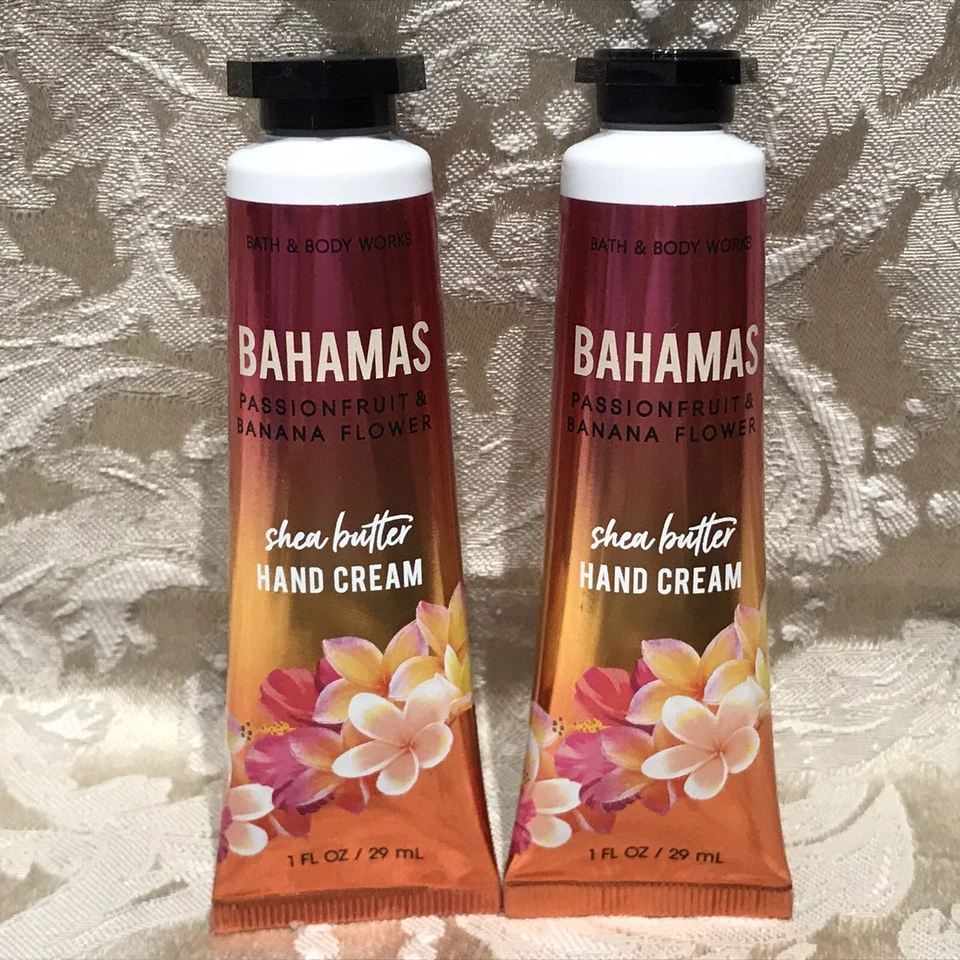 BATH & BODY WORKS
BAHAMAS
PASSIONFRUIT &
BANANA FLOWER
shea butter
HAND CREAM
1 FL OZ / 29 mL
BATH & BODY WORKS
BAHAMAS
PASSIONFRUIT &
BANANA FLOWER
shea butter
HAND CREAM
1 FL OZ / 29 mL